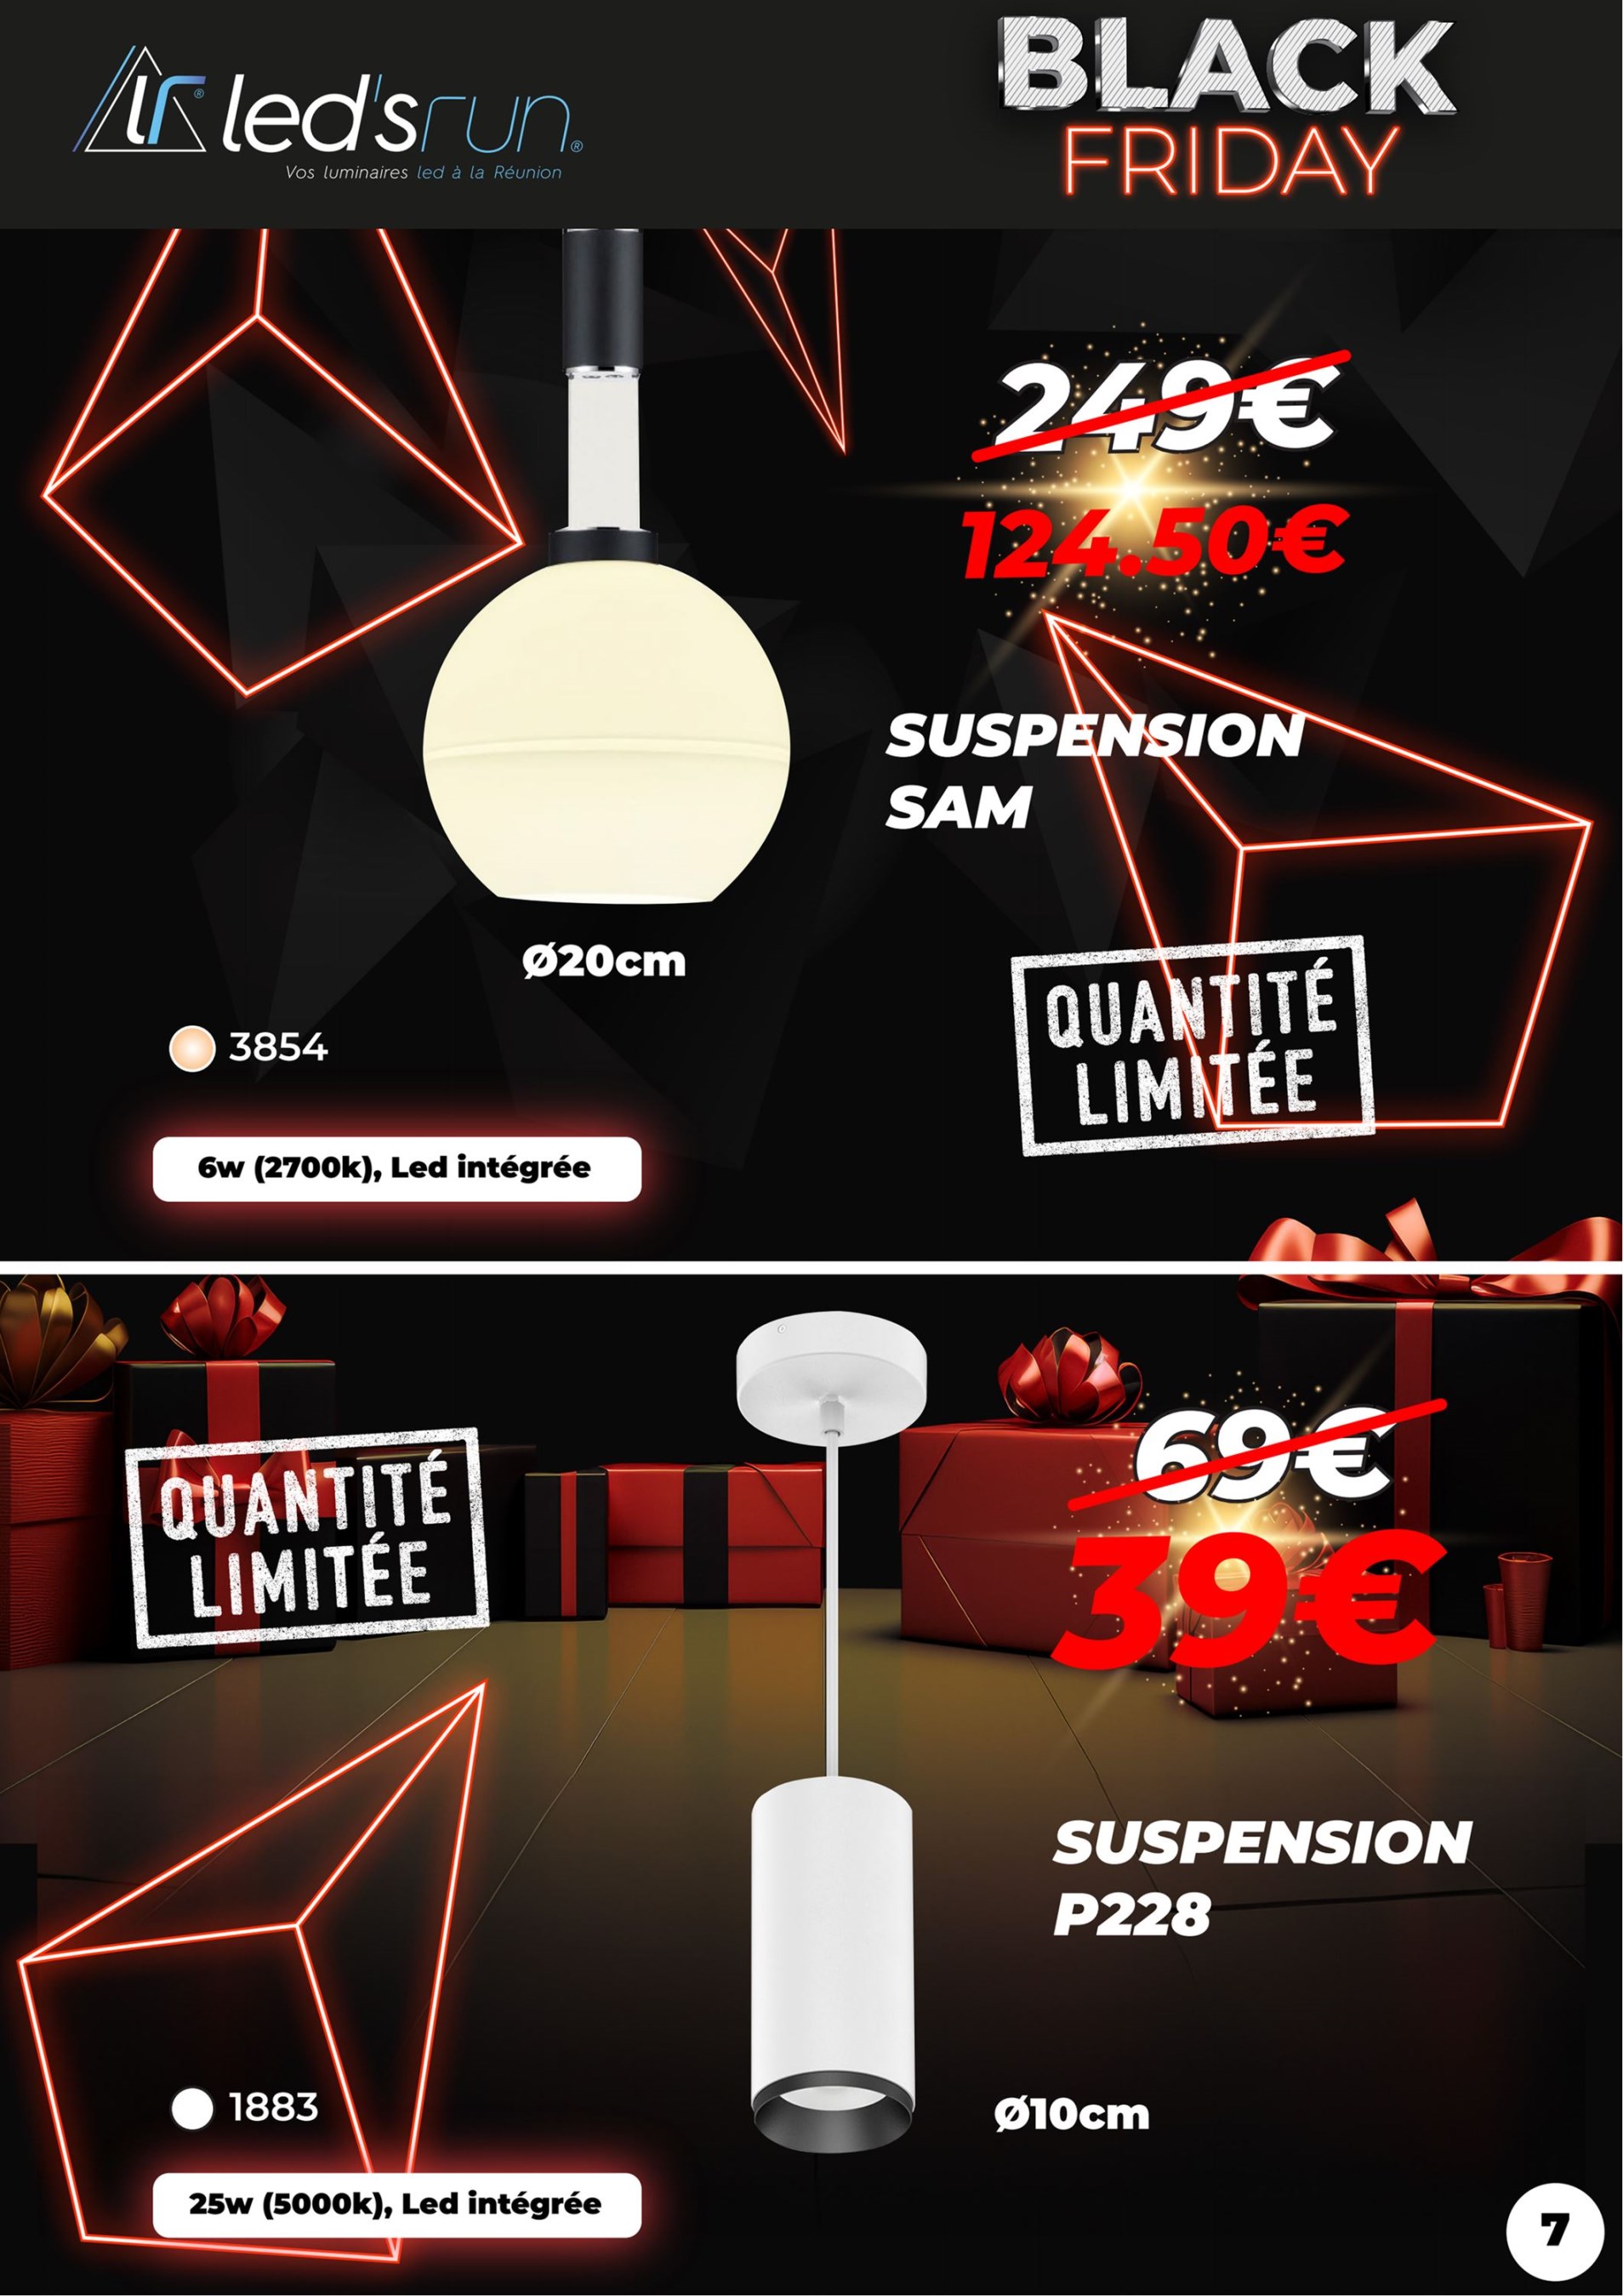 lr® led'srun®
Vos luminaires led à la Réunion
BLACK
FRIDAY
249€
124.50€
SUSPENSION
SAM
Ø20cm
QUANTITÉ
LIMITÉE
3854
6w (2700k), Led intégrée
QUANTITÉ
LIMITÉE
69€
39€
SUSPENSION
P228
1883
Ø10cm
25w (5000k), Led intégrée
7